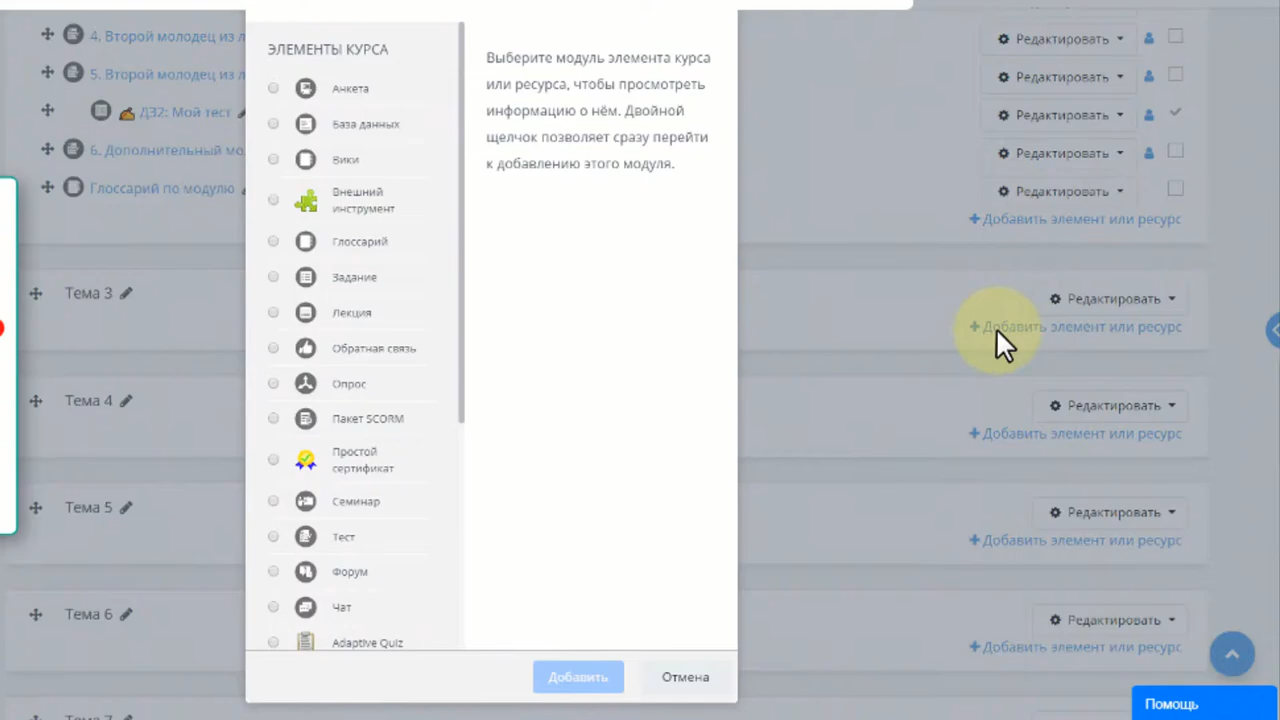 4. Второй молодец из л
5. Второй молодец из л
ДЗ2: Мой тест
6. Дополнительный мо
Глоссарий по модулю
Редактировать
Редактировать
Редактировать
Редактировать
Редактировать
+ Добавить элемент или ресурс
Тема 3
Редактировать
+ Добавить элемент или ресурс
Тема 4
Редактировать
+ Добавить элемент или ресурс
Тема 5
Редактировать
+ Добавить элемент или ресурс
Тема 6
Редактировать
+ Добавить элемент или ресурс
ЭЛЕМЕНТЫ КУРСА
Анкета
База данных
Вики
Внешний
инструмент
Глоссарий
Задание
Лекция
Обратная связь
Опрос
Пакет SCORM
Простой
сертификат
Семинар
Тест
Форум
Чат
Adaptive Quiz
Выберите модуль элемента курса
или ресурса, чтобы просмотреть
информацию о нём. Двойной
щелчок позволяет сразу перейти
к добавлению этого модуля.
Добавить
Отмена
Помощь